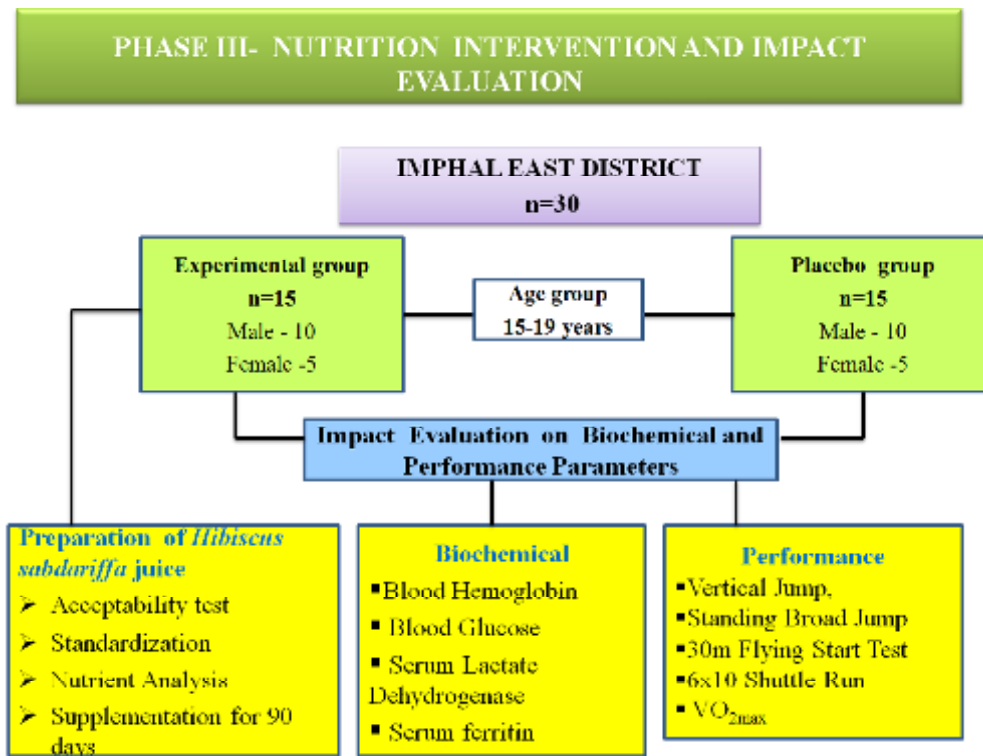 PHASE III- NUTRITION INTERVENTION AND IMPACT
EVALUATION
IMPHAL EAST DISTRICT
n=30
Experimental group
n=15
Male - 10
Female -5
Age group
15-19 years
Placebo group
n=15
Male - 10
Female -5
Impact Evaluation on Biochemical and
Performance Parameters
Preparation of Hibiscus
sabdariffa juice
➢ Acceptability test
➢ Standardization
➢ Nutrient Analysis
➢ Supplementation for 90
days
Biochemical
▪Blood Hemoglobin
▪ Blood Glucose
▪ Serum Lactate
Dehydrogenase
▪ Serum ferritin
Performance
▪Vertical Jump,
▪Standing Broad Jump
▪30m Flying Start Test
▪6x10 Shuttle Run
▪VO2max